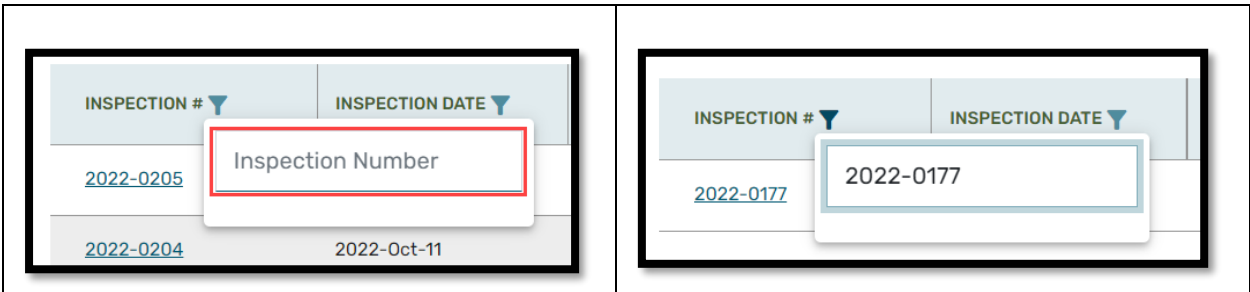 INSPECTION # INSPECTION DATE
Inspection Number
2022-0205
2022-0204 2022-Oct-11
INSPECTION # INSPECTION DATE
2022-0177
2022-0177